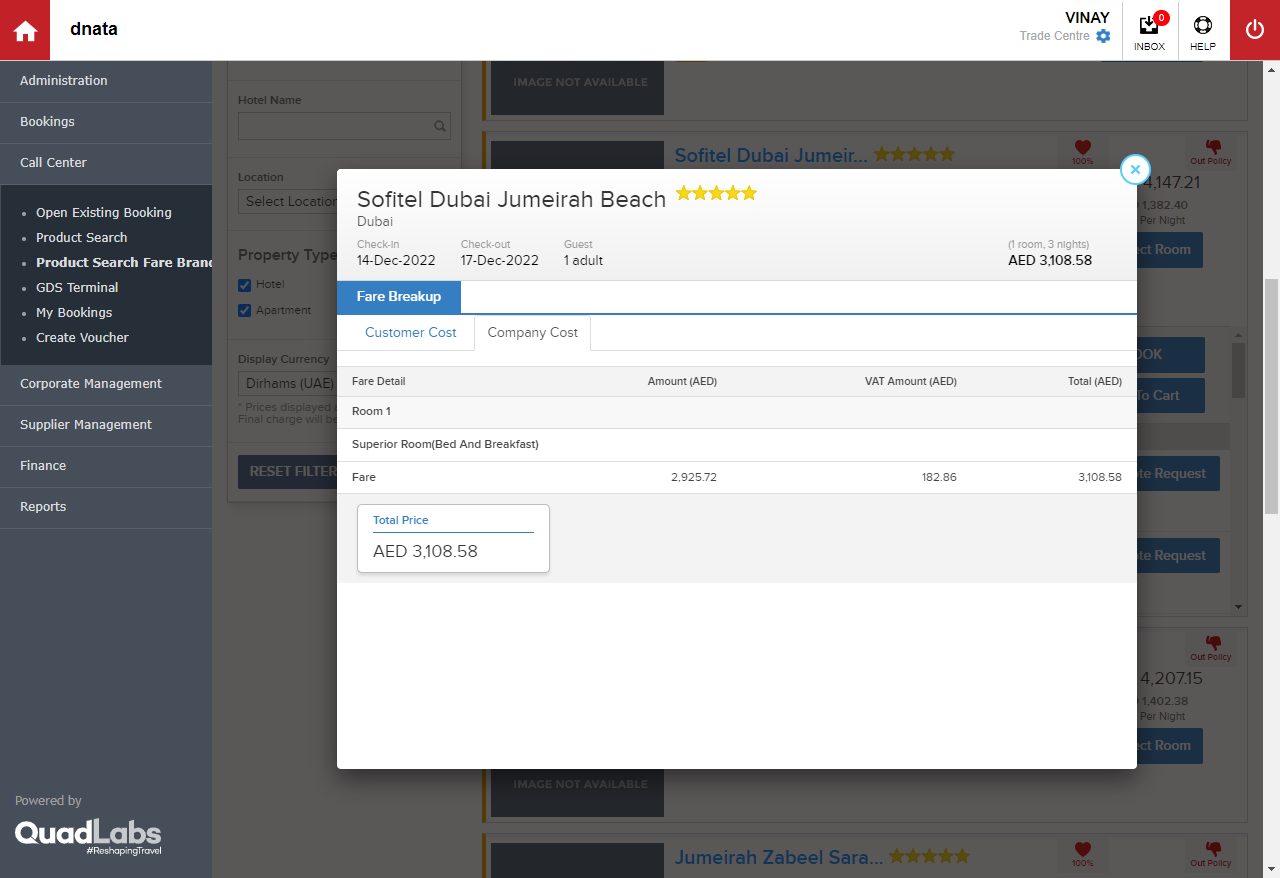 dnata
VINAY
Trade Centre
0
INBOX
HELP
Administration
Bookings
Call Center
Open Existing Booking
Product Search
Product Search Fare Brand
GDS Terminal
My Bookings
Create Voucher
Corporate Management
Supplier Management
Finance
Reports
Powered by
QuadLabs
#ReshapingTravel
Hotel Name
Location
Select Location
Property Type
Hotel
Apartment
Display Currency
Dirhams (UAE)
* Prices displayed
Final charge will be
RESET FILTER
IMAGE NOT AVAILABLE
Sofitel Dubai Jumeir...
100%
Out Policy
4,147.21
1,382.40
Per Night
ect Room
Sofitel Dubai Jumeirah Beach
Dubai
Check-in
Check-out
Guest
(1 room, 3 nights)
14-Dec-2022
17-Dec-2022
1 adult
AED 3,108.58
Fare Breakup
Customer Cost
Company Cost
Fare Detail Amount (AED) VAT Amount (AED) Total (AED)
Room 1
Superior Room(Bed And Breakfast)
Fare 2,925.72 182.86 3,108.58
Total Price
AED 3,108.58
OOK
To Cart
te Request
te Request
Out Policy
4,207.15
1,402.38
Per Night
ect Room
IMAGE NOT AVAILABLE
Jumeirah Zabeel Sara...
100%
Out Policy